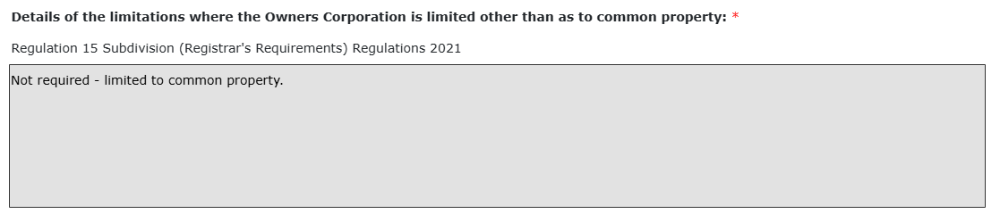 Details of the limitations where the Owners Corporation is limited other than as to common property: *
Regulation 15 Subdivision (Registrar's Requirements) Regulations 2021
Not required - limited to common property.